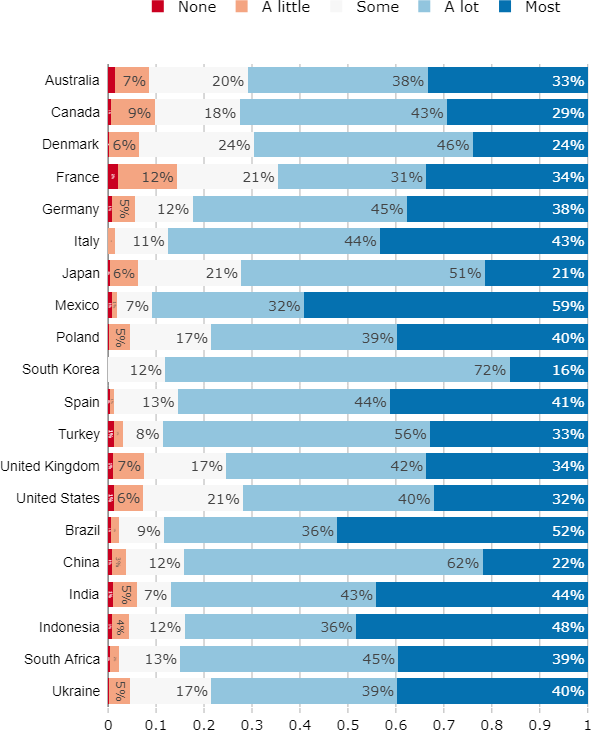 None A little Some A lot Most
Australia 7% 20% 38% 33%
Canada 9% 18% 43% 29%
Denmark 6% 24% 46% 24%
France 12% 21% 31% 34%
Germany 5% 12% 45% 38%
Italy 11% 44% 43%
Japan 6% 21% 51% 21%
Mexico 7% 32% 59%
Poland 5% 17% 39% 40%
South Korea 12% 72% 16%
Spain 13% 44% 41%
Turkey 8% 56% 33%
United Kingdom 7% 17% 42% 34%
United States 6% 21% 40% 32%
Brazil 9% 36% 52%
China 3% 12% 62% 22%
India 5% 7% 43% 44%
Indonesia 4% 12% 36% 48%
South Africa 13% 45% 39%
Ukraine 5% 17% 39% 40%
0 0.1 0.2 0.3 0.4 0.5 0.6 0.7 0.8 0.9 1